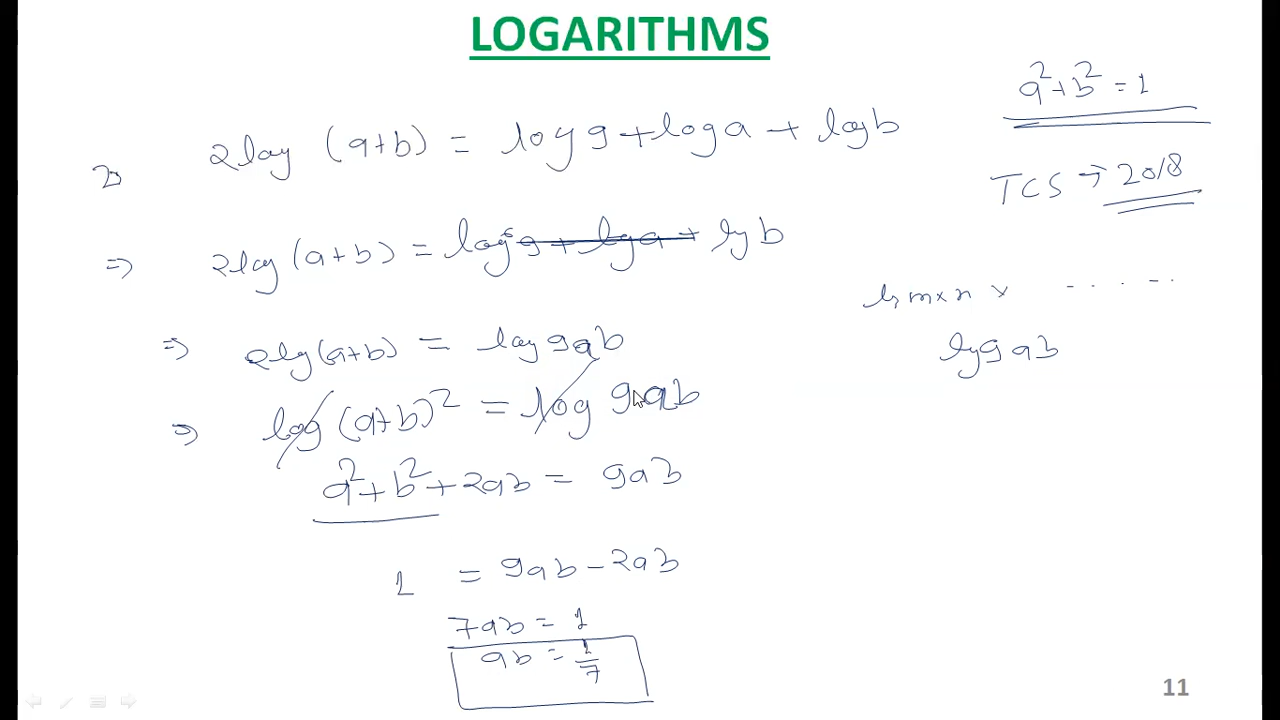 LOGARITHMS
a²+b² = 1
2log (a+b) = log 9 + log a + log b
2)
TCS → 2018
⇒ 2log (a+b) = log 9 + log a + log b
log m×n × - . . . - .
⇒ 2log(a+b) = log 9ab
log 9ab
⇒ log (a+b)² = log 9ab
a²+b²+2ab = 9ab
1 = 9ab - 2ab
7ab = 1
ab = 1/7
11